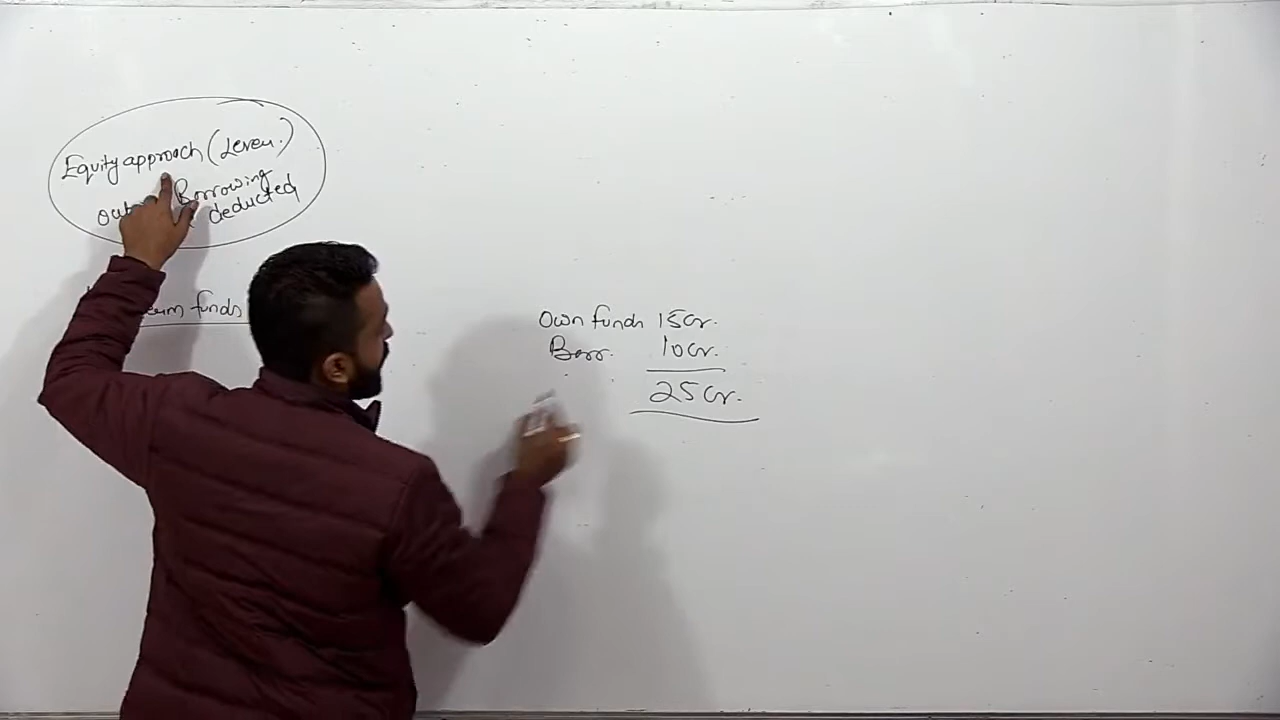 Equity approach (Leven.)
Borrowing
deducted
funds
Own funds 15cr.
Borr. 10cr.
25cr.